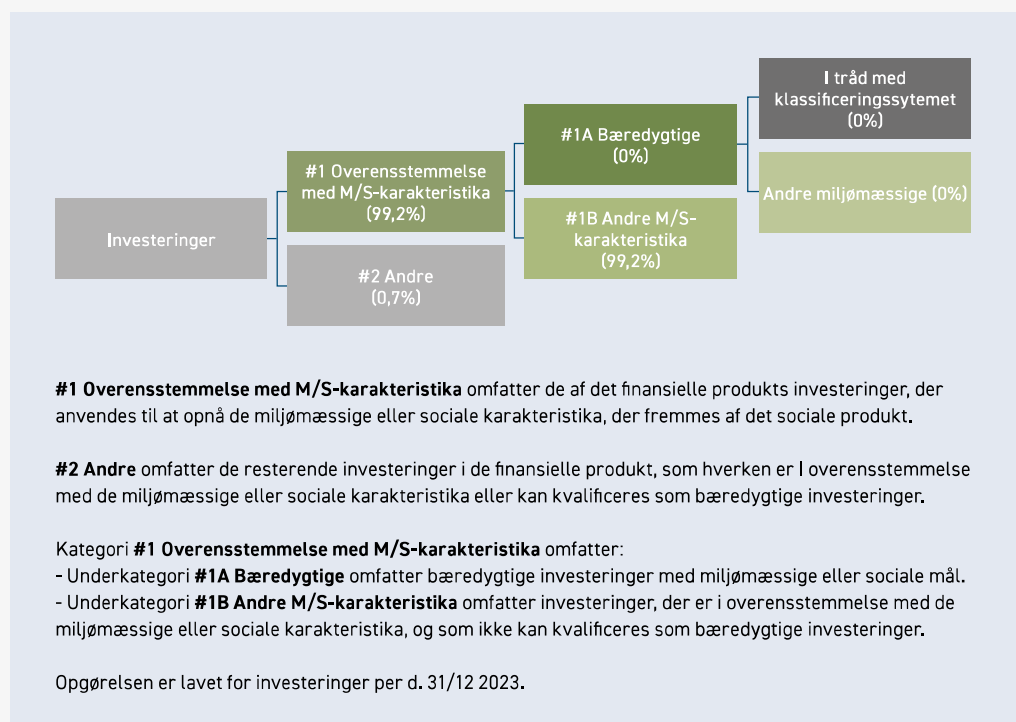 Investeringer
#1 Overensstemmelse
med M/S-karakteristika
(99,2%)
#2 Andre
(0,7%)
#1A Bæredygtige
(0%)
#1B Andre M/S-
karakteristika
(99,2%)
I tråd med
klassificeringssytemet
(0%)
Andre miljømæssige (0%)
#1 Overensstemmelse med M/S-karakteristika omfatter de af det finansielle produkts investeringer, der
anvendes til at opnå de miljømæssige eller sociale karakteristika, der fremmes af det sociale produkt.
#2 Andre omfatter de resterende investeringer i de finansielle produkt, som hverken er I overensstemmelse
med de miljømæssige eller sociale karakteristika eller kan kvalificeres som bæredygtige investeringer.
Kategori #1 Overensstemmelse med M/S-karakteristika omfatter:
- Underkategori #1A Bæredygtige omfatter bæredygtige investeringer med miljømæssige eller sociale mål.
- Underkategori #1B Andre M/S-karakteristika omfatter investeringer, der er i overensstemmelse med de
miljømæssige eller sociale karakteristika, og som ikke kan kvalificeres som bæredygtige investeringer.
Opgørelsen er lavet for investeringer per d. 31/12 2023.